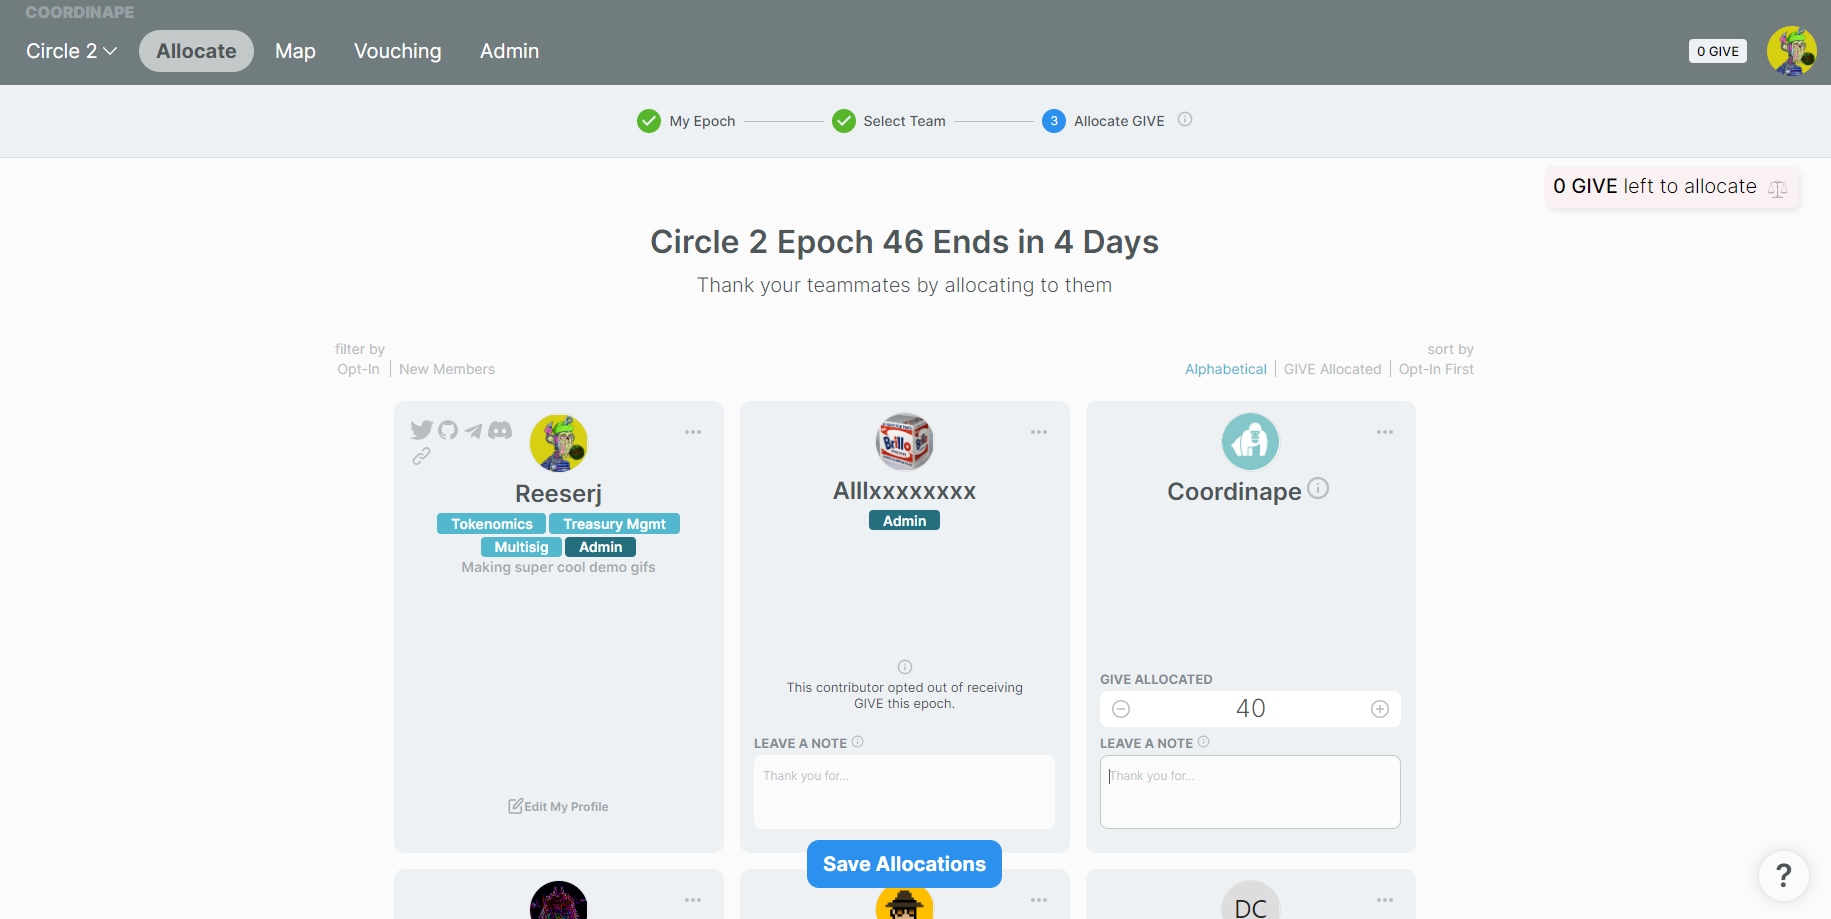 COORDINAPE
Circle 2 Allocate Map Vouching Admin 0 GIVE
My Epoch Select Team 3 Allocate GIVE
0 GIVE left to allocate
Circle 2 Epoch 46 Ends in 4 Days
Thank your teammates by allocating to them
filter by
Opt-In New Members
sort by
Alphabetical GIVE Allocated Opt-In First
Reeserj
Tokenomics Treasury Mgmt
Multisig Admin
Making super cool demo gifs
Edit My Profile
Brillo
Alllxxxxxxxx
Admin
This contributor opted out of receiving
GIVE this epoch.
LEAVE A NOTE
Thank you for...
Coordinape
GIVE ALLOCATED
40
LEAVE A NOTE
Thank you for...
Save Allocations
DC
?